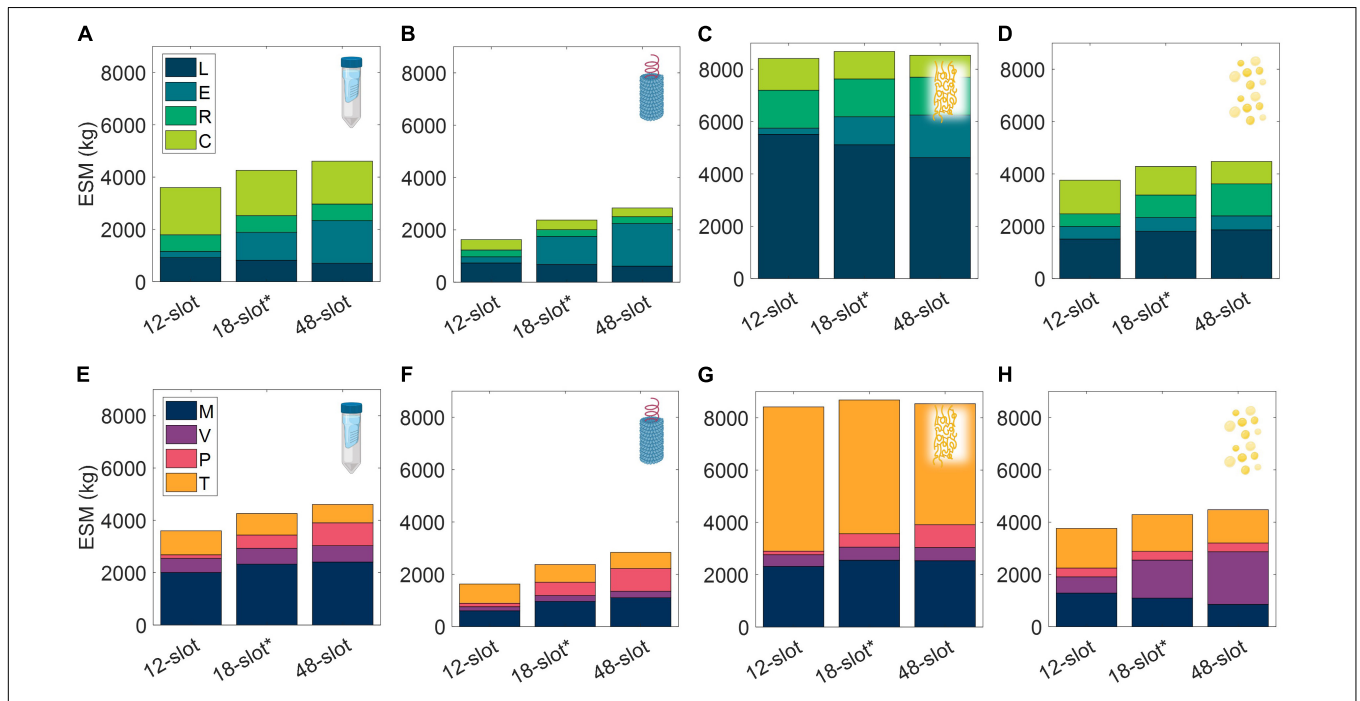 A
B
C
D
ESM (kg)
8000
6000
4000
2000
0
L
E
R
C
12-slot
18-slot*
48-slot
8000
6000
4000
2000
0
12-slot
18-slot*
48-slot
8000
6000
4000
2000
0
12-slot
18-slot*
48-slot
8000
6000
4000
2000
0
12-slot
18-slot*
48-slot
E
F
G
H
ESM (kg)
8000
6000
4000
2000
0
M
V
P
T
12-slot
18-slot*
48-slot
8000
6000
4000
2000
0
12-slot
18-slot*
48-slot
8000
6000
4000
2000
0
12-slot
18-slot*
48-slot
8000
6000
4000
2000
0
12-slot
18-slot*
48-slot